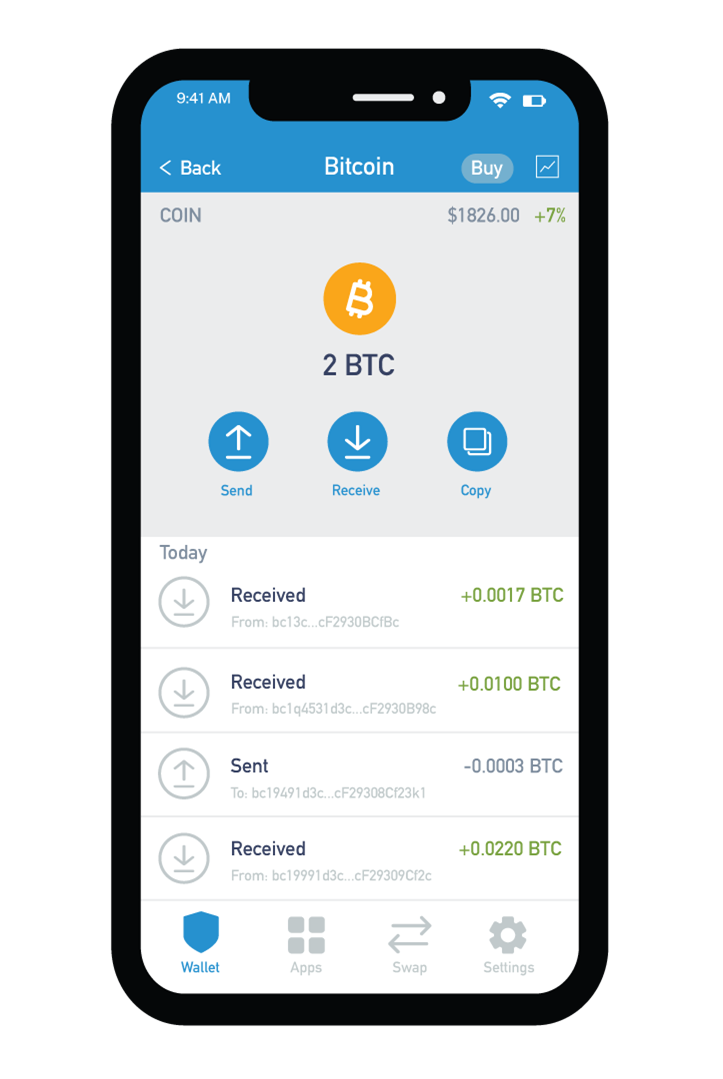 9:41 AM
< Back Bitcoin Buy
COIN $1826.00 +7%
2 BTC
Send Receive Copy
Today
Received +0.0017 BTC
From: bc13c...cF2930BCfBc
Received +0.0100 BTC
From: bc1q4531d3c...cF2930B98c
Sent -0.0003 BTC
To: bc19491d3c...cF29308Cf23k1
Received +0.0220 BTC
From: bc19991d3c...cF29309Cf2c
Wallet Apps Swap Settings